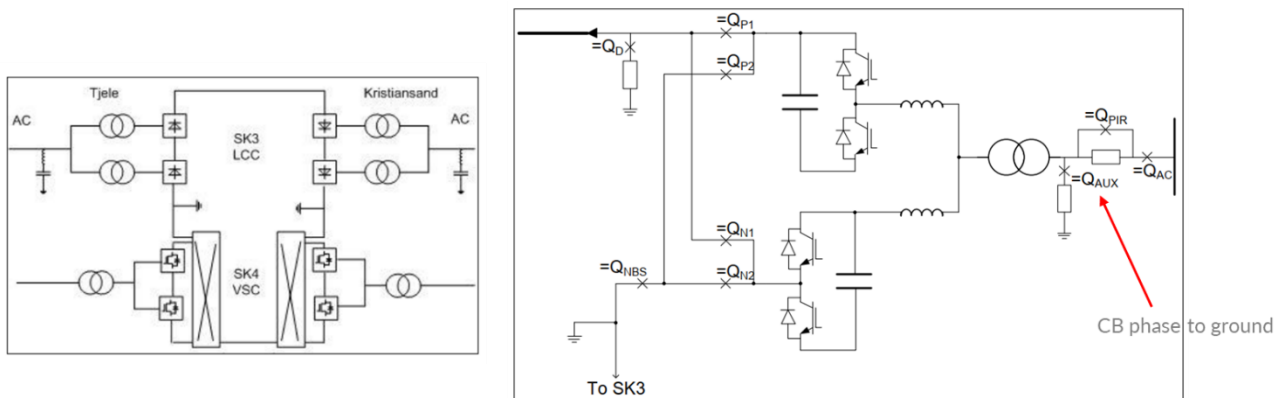 Tjele
Kristiansand
AC
AC
SK3
LCC
SK4
VSC
=QP1
=QD
=QP2
=QPIR
=QAC
=QAUX
=QN1
=QNBS
=QN2
CB phase to ground
To SK3